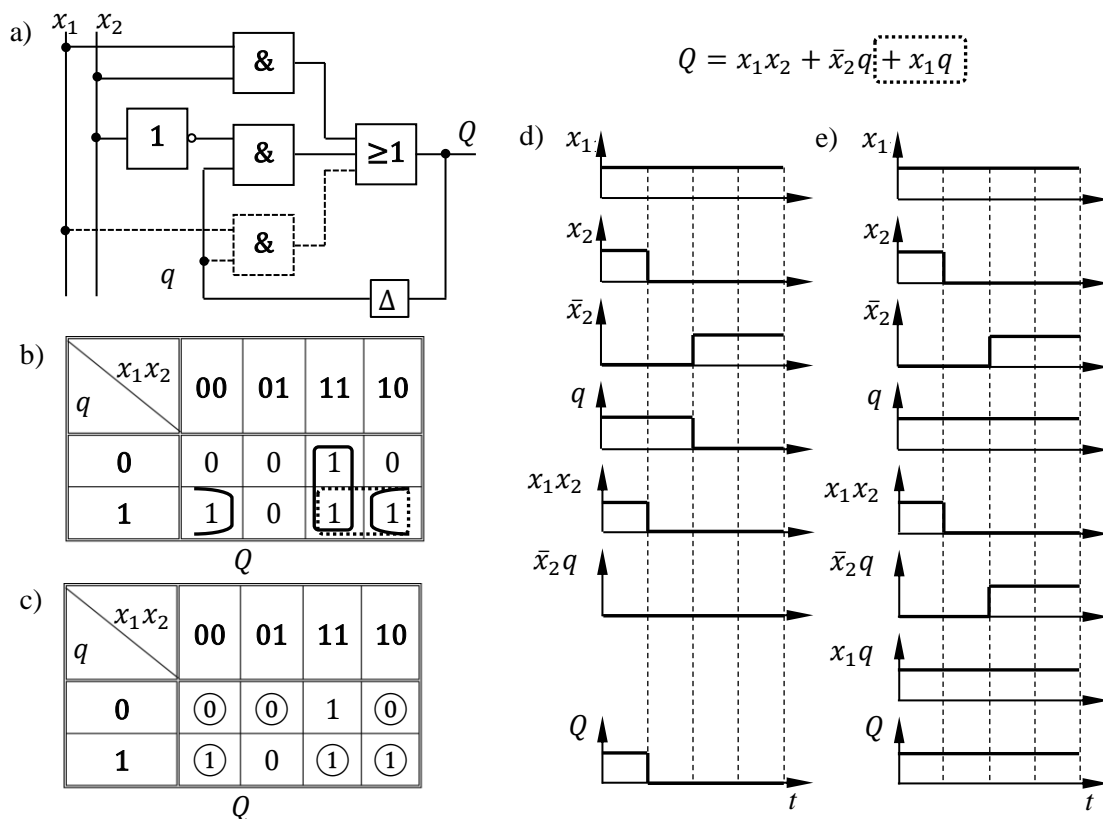 a)
x₁ x₂
&
1
&
≥1
Q
&
q
Δ
Q = x₁x₂ + x̄₂q + x₁q
b)
x₁x₂
q
00 01 11 10
0 0 0 1 0
1 1 0 1 1
Q
c)
x₁x₂
q
00 01 11 10
0 0 0 1 0
1 1 0 1 1
Q
d)
x₁
x₂
x̄₂
q
x₁x₂
x̄₂q
Q
t
e)
x₁
x₂
x̄₂
q
x₁x₂
x̄₂q
x₁q
Q
t